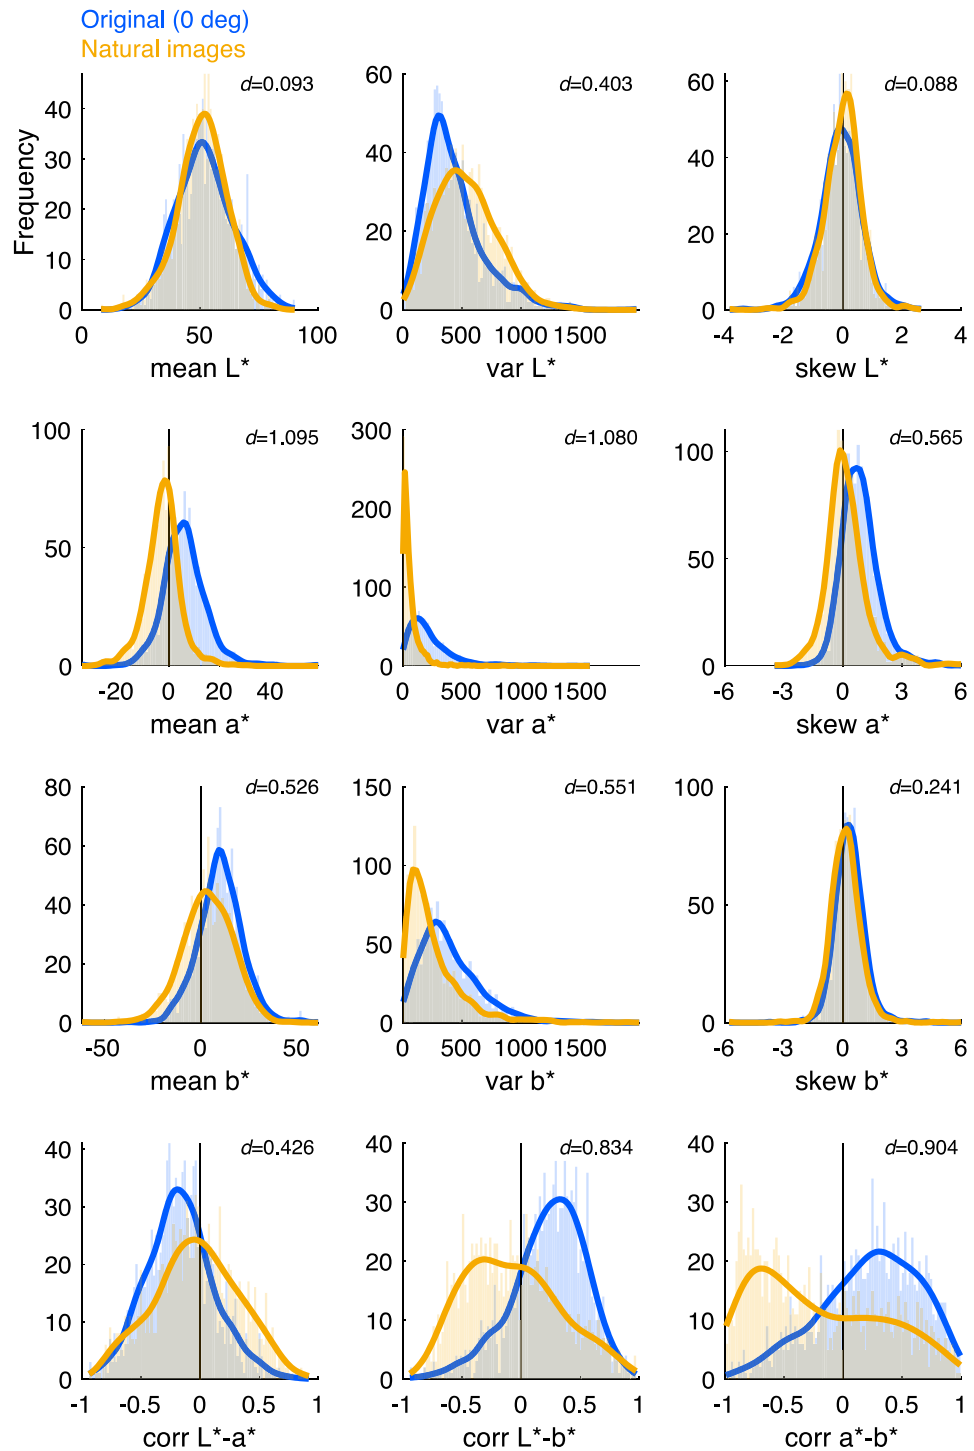 Original (0 deg)
Natural images
Frequency
d=0.093
40
30
20
10
0
0 50 100
mean L*
d=0.403
60
40
20
0
0 500 1000 1500
var L*
d=0.088
60
40
20
0
-4 -2 0 2 4
skew L*
d=1.095
100
50
0
-20 0 20 40
mean a*
d=1.080
300
200
100
0
0 500 1000 1500
var a*
d=0.565
100
50
0
-6 -3 0 3 6
skew a*
d=0.526
80
60
40
20
0
-50 0 50
mean b*
d=0.551
150
100
50
0
0 500 1000 1500
var b*
d=0.241
100
50
0
-6 -3 0 3 6
skew b*
d=0.426
40
30
20
10
0
-1 -0.5 0 0.5 1
corr L*-a*
d=0.834
40
30
20
10
0
-1 -0.5 0 0.5 1
corr L*-b*
d=0.904
40
30
20
10
0
-1 -0.5 0 0.5 1
corr a*-b*